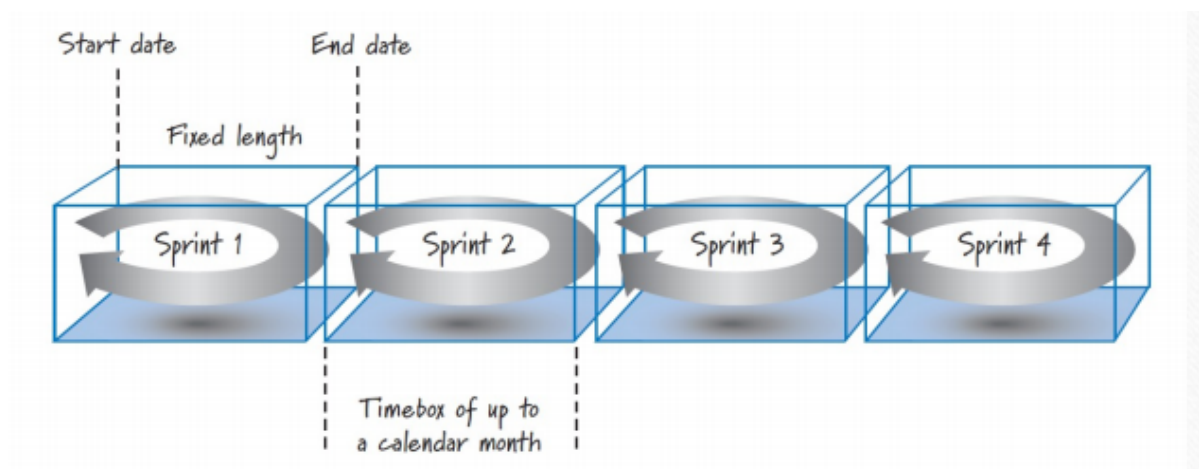 Start date
End date
Fixed length
Sprint 1
Sprint 2
Sprint 3
Sprint 4
Timebox of up to
a calendar month